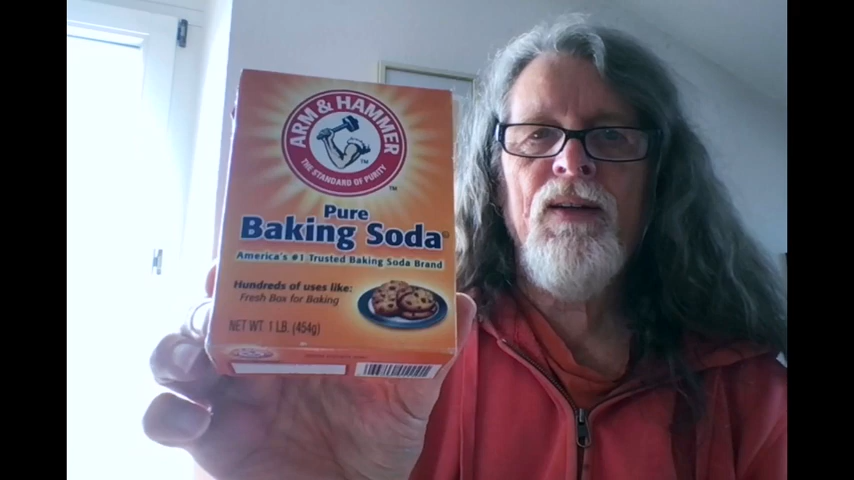 ARM & HAMMER
THE STANDARD OF PURITY
TM
TM
Pure
Baking Soda®
America's #1 Trusted Baking Soda Brand
Hundreds of uses like:
Fresh Box for Baking
NET WT. 1 LB. (454g)